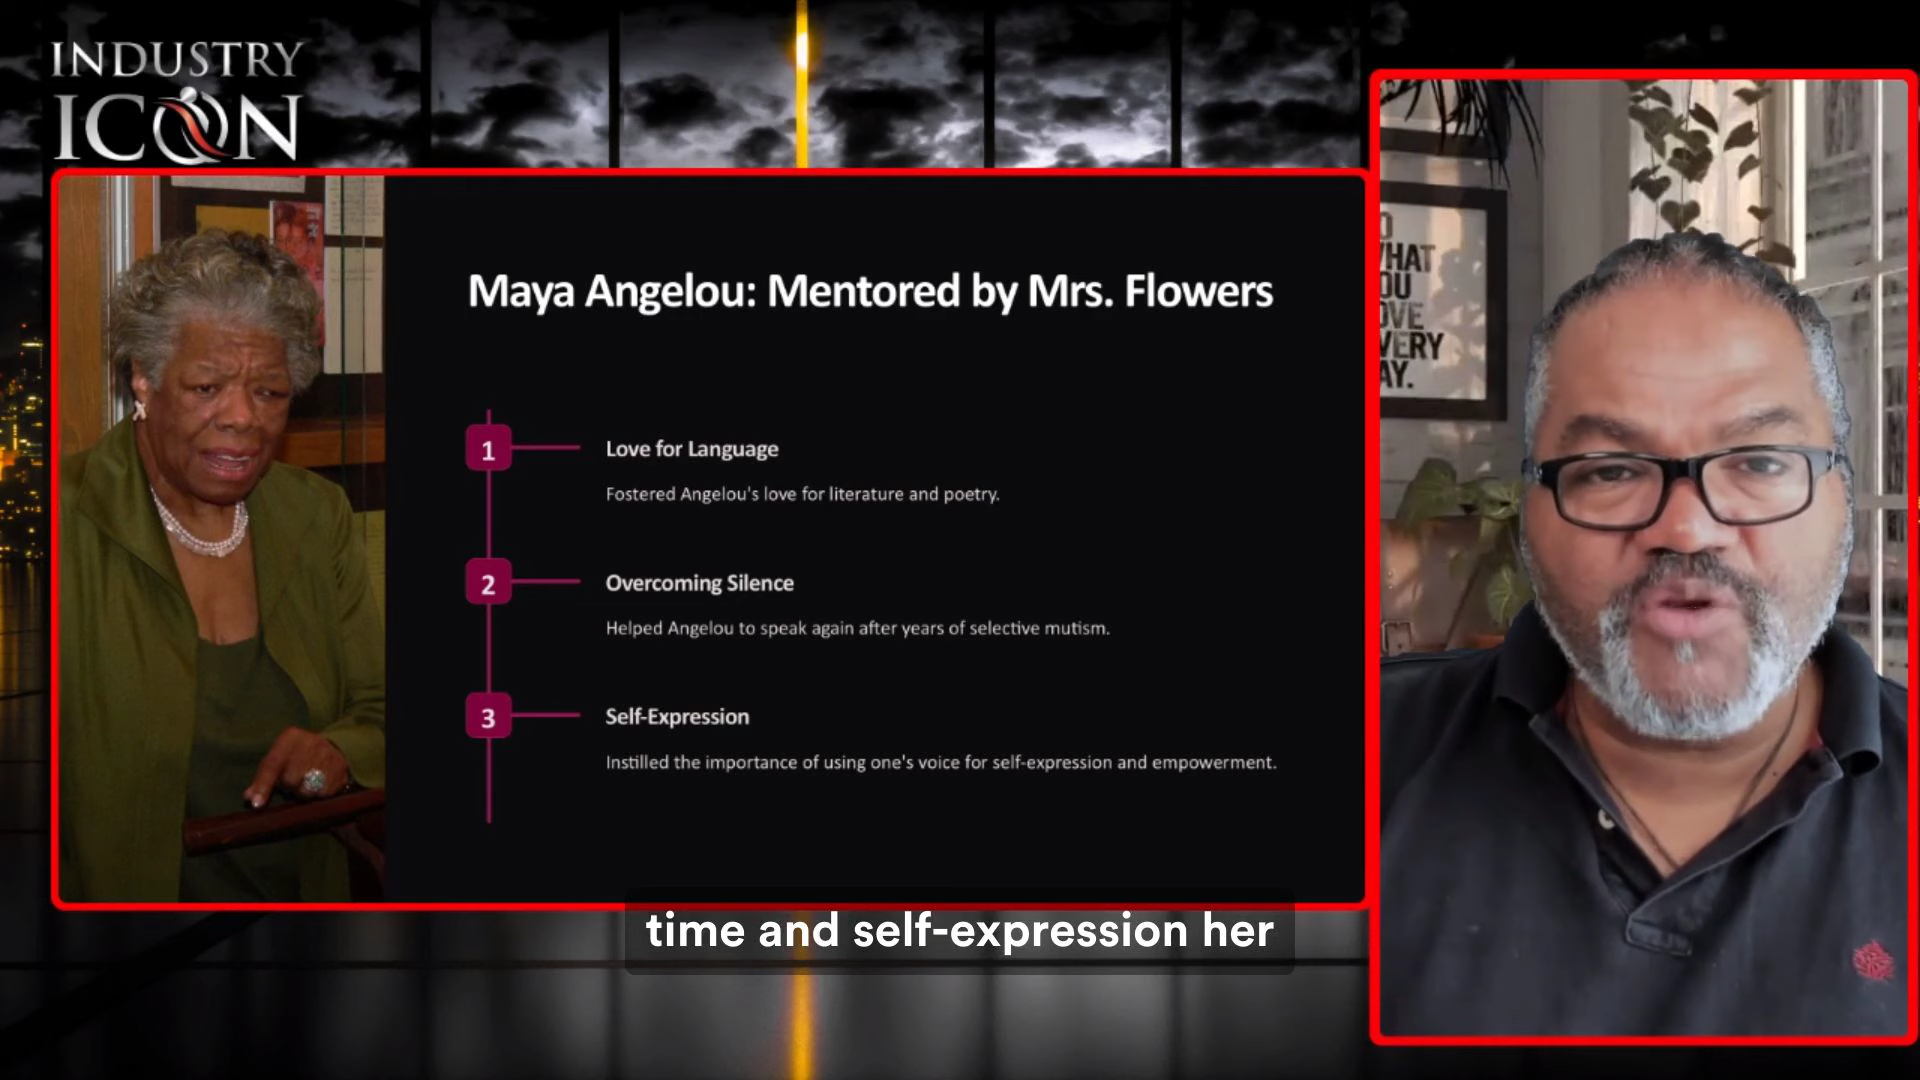 INDUSTRY
ICON
Maya Angelou: Mentored by Mrs. Flowers
1
Love for Language
Fostered Angelou's love for literature and poetry.
2
Overcoming Silence
Helped Angelou to speak again after years of selective mutism.
3
Self-Expression
Instilled the importance of using one's voice for self-expression and empowerment.
time and self-expression her